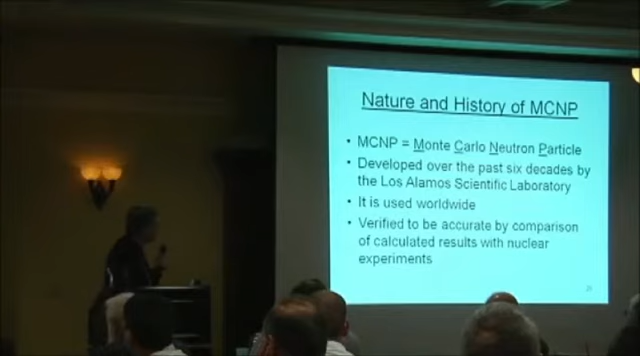 Nature and History of MCNP
• MCNP = Monte Carlo Neutron Particle
• Developed over the past six decades by
the Los Alamos Scientific Laboratory
• It is used worldwide
• Verified to be accurate by comparison
of calculated results with nuclear
experiments